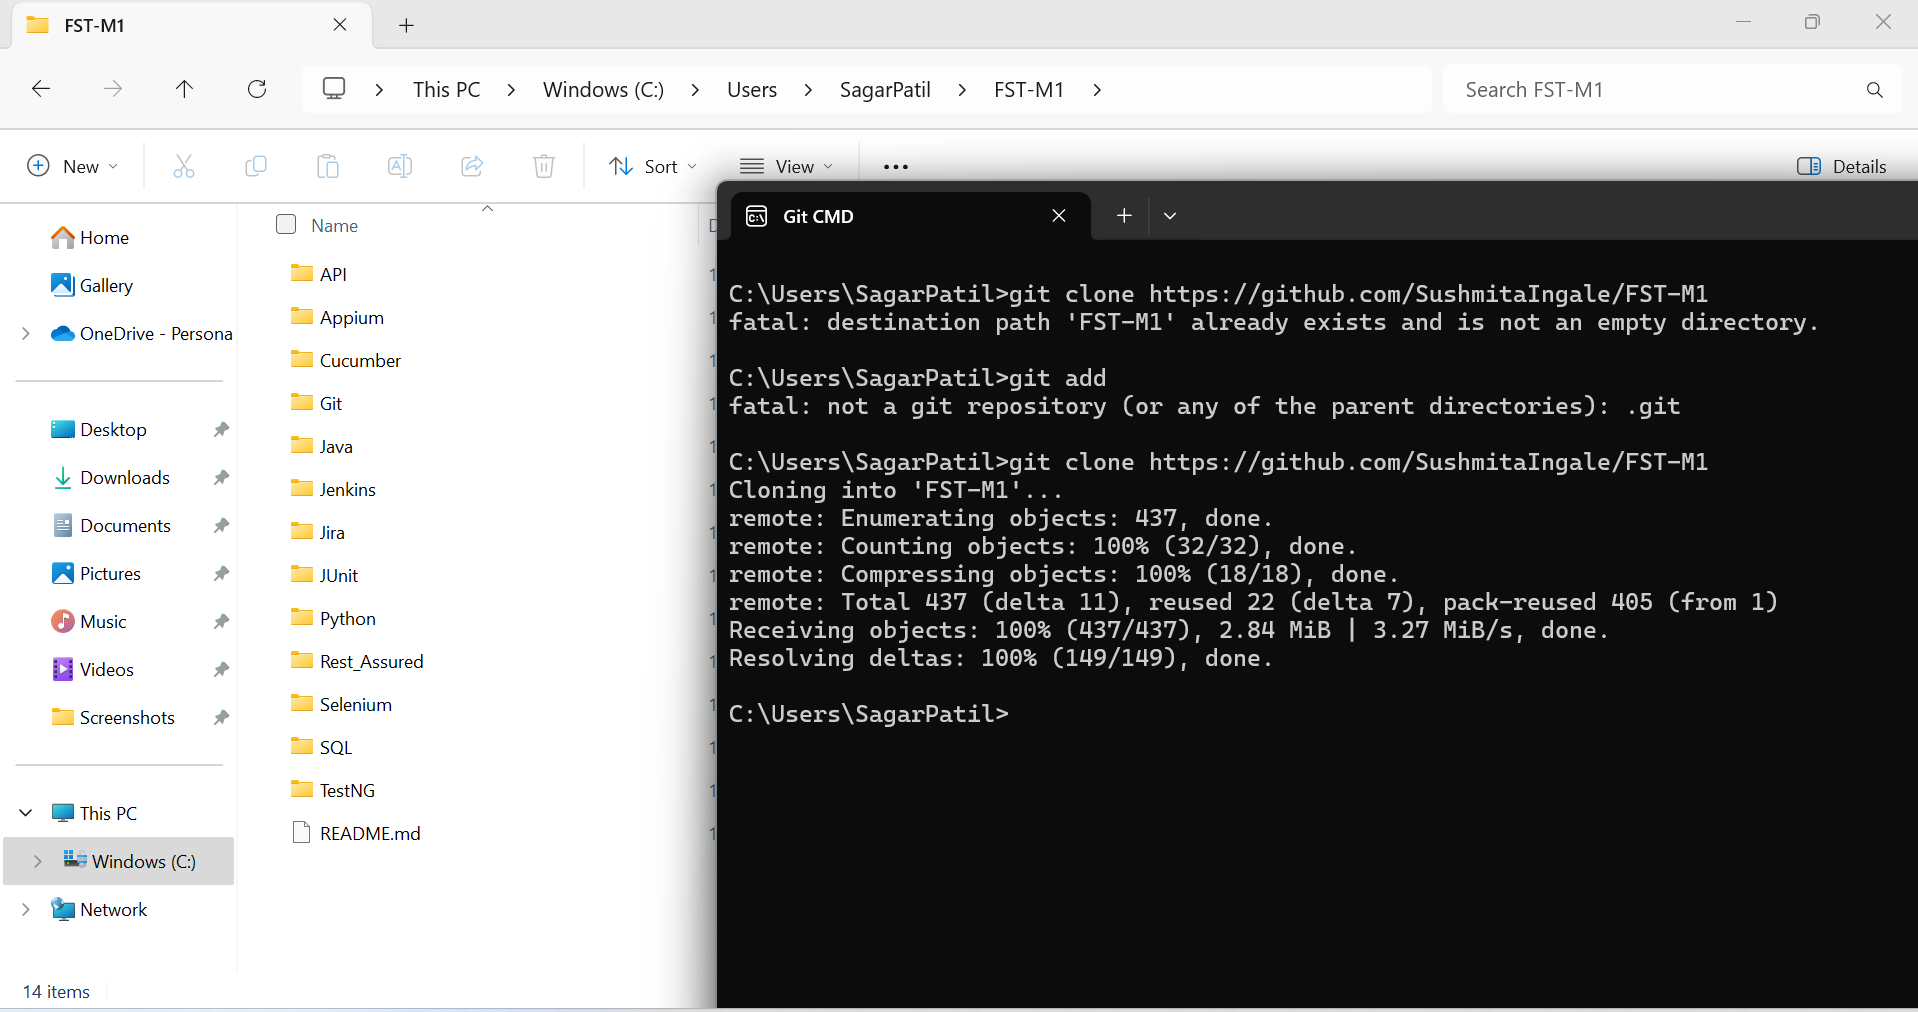 FST-M1
This PC
Windows (C:)
Users
SagarPatil
FST-M1
Search FST-M1
New
Sort
View
Details
Home
Gallery
OneDrive - Persona
Desktop
Downloads
Documents
Pictures
Music
Videos
Screenshots
This PC
Windows (C:)
Network
14 items
Name
API
Appium
Cucumber
Git
Java
Jenkins
Jira
JUnit
Python
Rest_Assured
Selenium
SQL
TestNG
README.md
Git CMD
C:\Users\SagarPatil>git clone https://github.com/SushmitaIngale/FST-M1
fatal: destination path 'FST-M1' already exists and is not an empty directory.
C:\Users\SagarPatil>git add
fatal: not a git repository (or any of the parent directories): .git
C:\Users\SagarPatil>git clone https://github.com/SushmitaIngale/FST-M1
Cloning into 'FST-M1'...
remote: Enumerating objects: 437, done.
remote: Counting objects: 100% (32/32), done.
remote: Compressing objects: 100% (18/18), done.
remote: Total 437 (delta 11), reused 22 (delta 7), pack-reused 405 (from 1)
Receiving objects: 100% (437/437), 2.84 MiB | 3.27 MiB/s, done.
Resolving deltas: 100% (149/149), done.
C:\Users\SagarPatil>